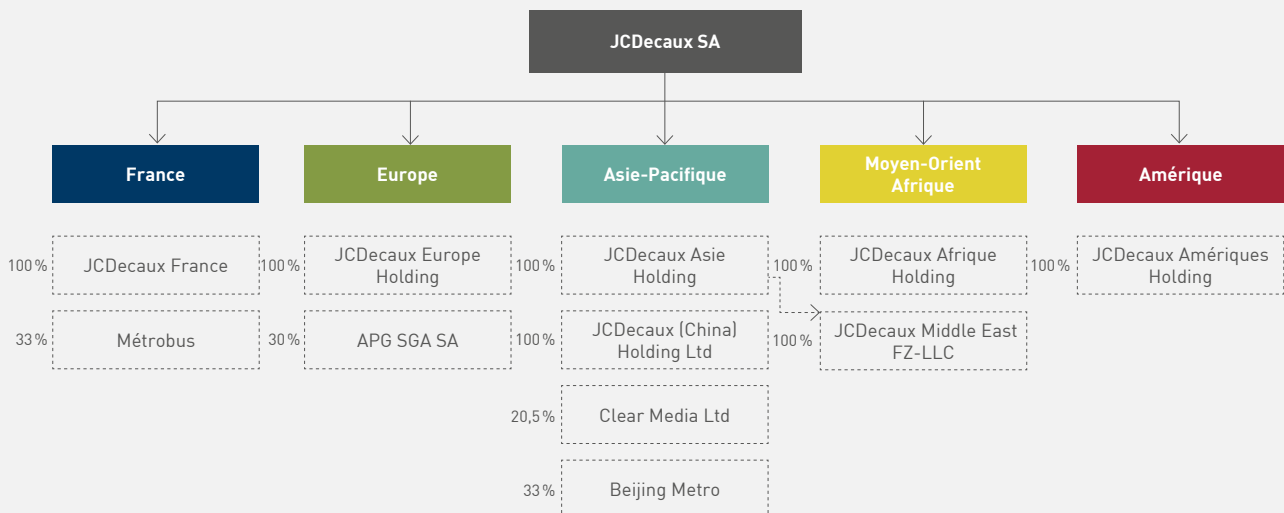 JCDecaux SA
France
Europe
Asie-Pacifique
Moyen-Orient
Afrique
Amérique
100 %
JCDecaux France
100 %
JCDecaux Europe
Holding
100 %
JCDecaux Asie
Holding
100 %
JCDecaux Afrique
Holding
100 %
JCDecaux Amériques
Holding
33 %
Métrobus
30 %
APG SGA SA
100 %
JCDecaux (China)
Holding Ltd
100 %
JCDecaux Middle East
FZ-LLC
20,5 %
Clear Media Ltd
33 %
Beijing Metro